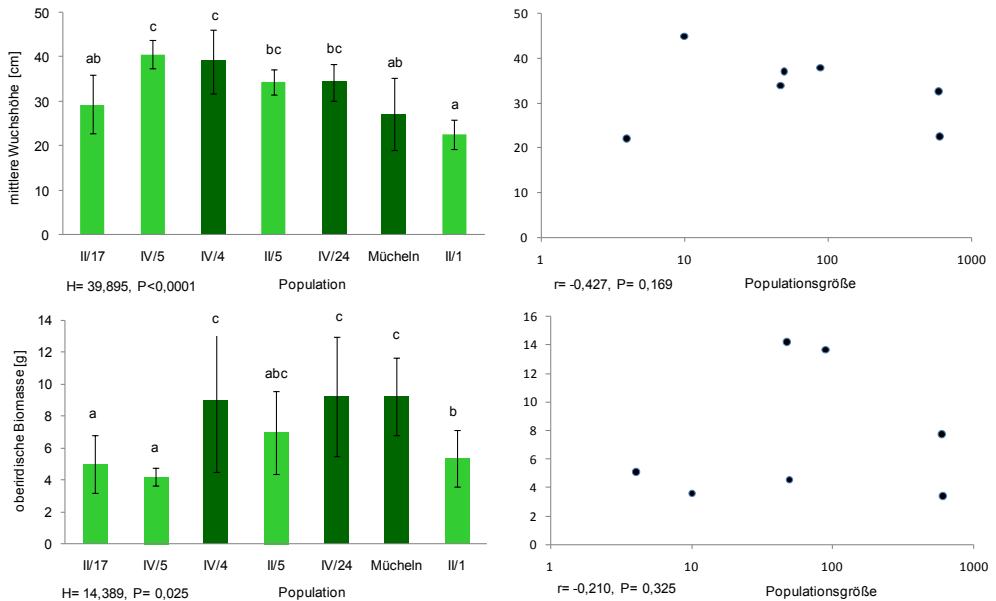 mittlere Wuchshöhe [cm]
50
40
30
20
10
0
ab
c
c
bc
bc
ab
a
II/17 IV/5 IV/4 II/5 IV/24 Mücheln II/1
H= 39,895, P<0,0001
Population
50
40
30
20
10
0
1 10 100 1000
r= -0,427, P= 0,169
Populationsgröße
oberirdische Biomasse [g]
14
12
10
8
6
4
2
0
a
a
c
abc
c
c
b
II/17 IV/5 IV/4 II/5 IV/24 Mücheln II/1
H= 14,389, P= 0,025
Population
16
14
12
10
8
6
4
2
0
1 10 100 1000
r= -0,210, P= 0,325
Populationsgröße